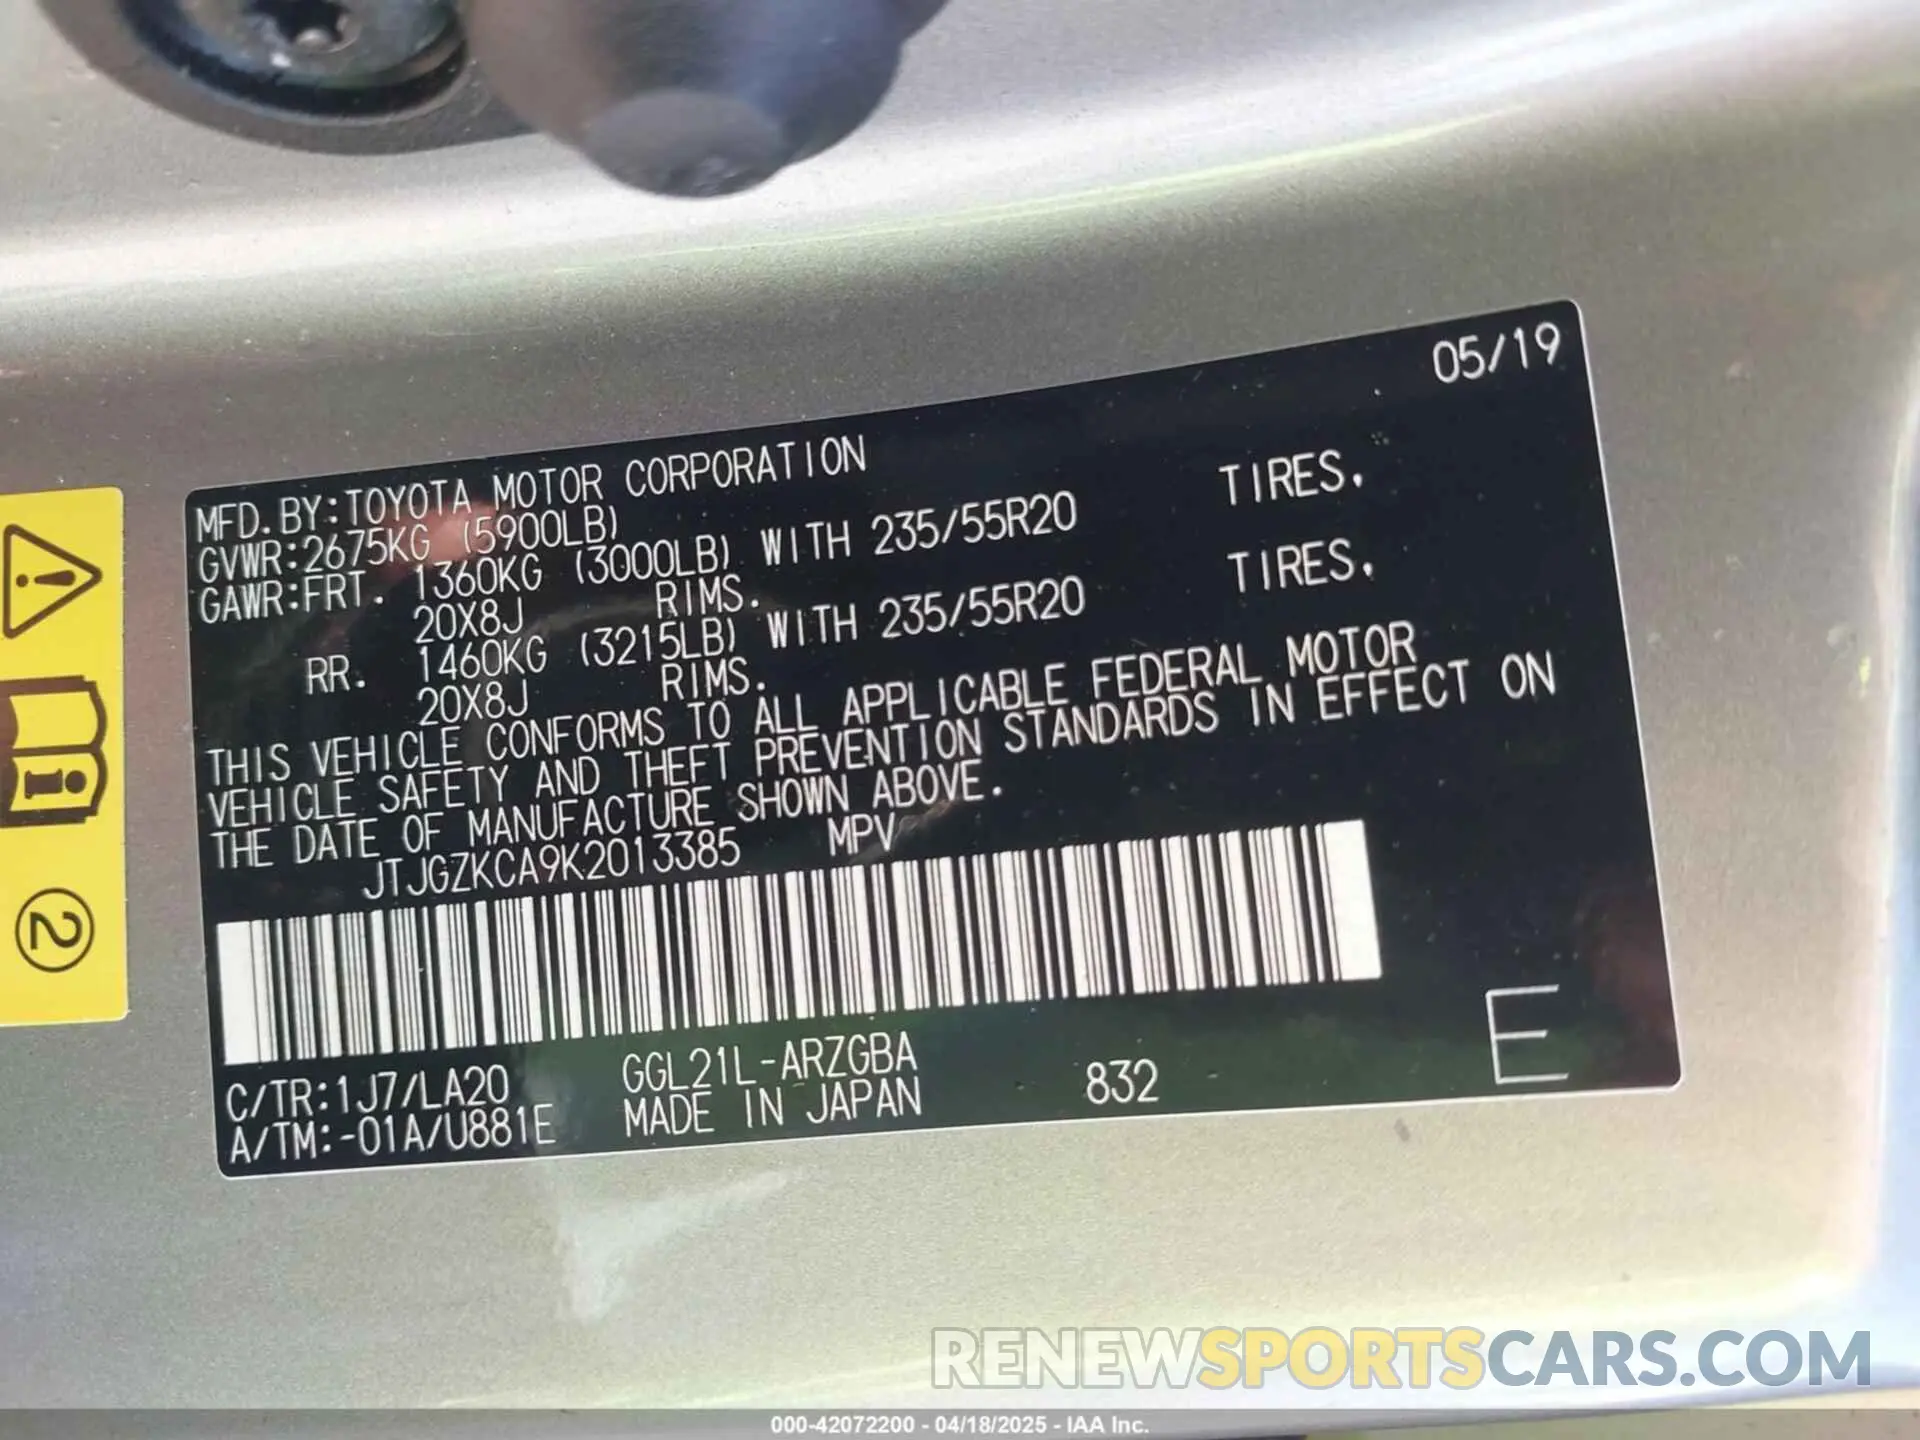 05/19
MFD.BY:TOYOTA MOTOR CORPORATION
GVWR:2675KG (5900LB)
GAWR:FRT. 1360KG (3000LB) WITH 235/55R20 TIRES.
20X8J RIMS.
RR. 1460KG (3215LB) WITH 235/55R20 TIRES.
20X8J RIMS.
THIS VEHICLE CONFORMS TO ALL APPLICABLE FEDERAL MOTOR
VEHICLE SAFETY AND THEFT PREVENTION STANDARDS IN EFFECT ON
THE DATE OF MANUFACTURE SHOWN ABOVE.
JTJGZKCA9K2013385 MPV
C/TR:1J7/LA20 GGL21L-ARZGBA
A/TM:-01A/U881E MADE IN JAPAN 832 E
2
RENEWSPORTSCARS.COM
000-42072200 - 04/18/2025 - IAA Inc.